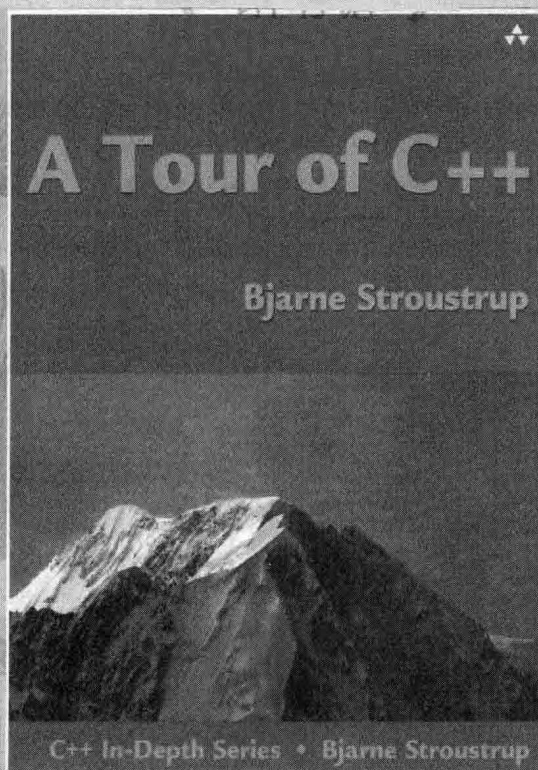 A Tour of C++
Bjarne Stroustrup
C++ In-Depth Series • Bjarne Stroustrup